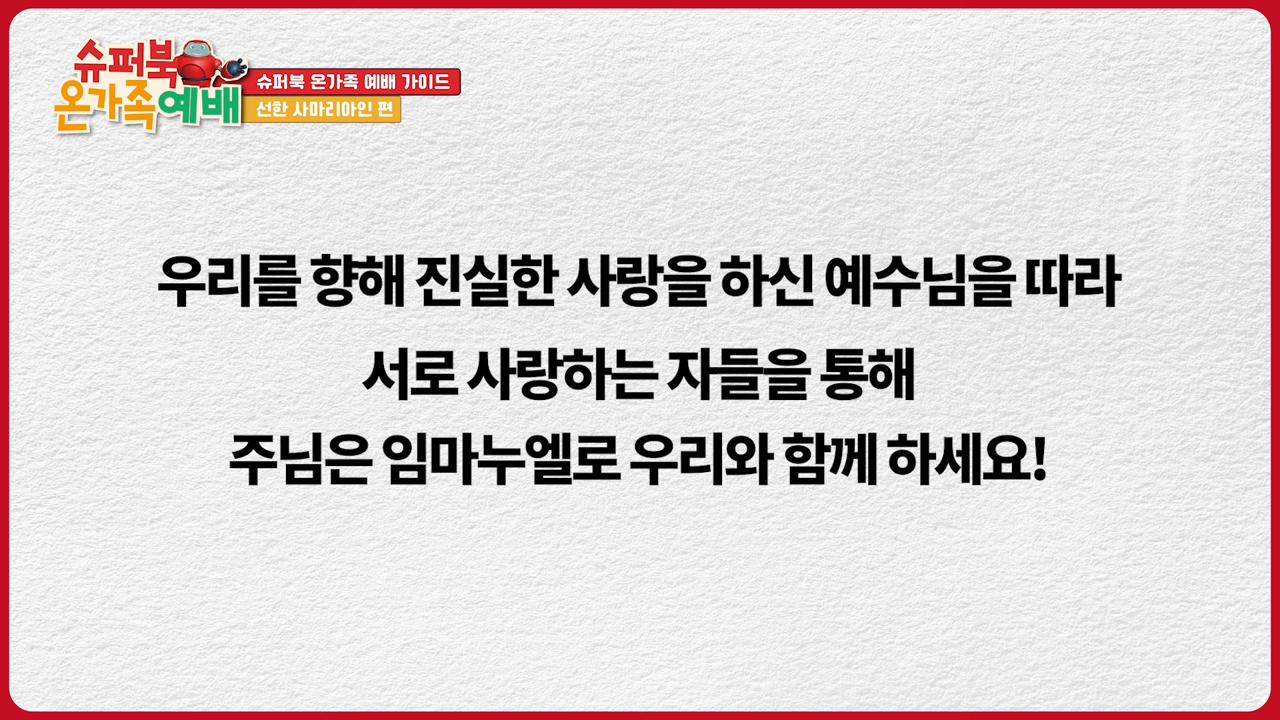 슈퍼북
온가족예배
슈퍼북 온가족 예배 가이드
선한 사마리아인 편
우리를 향해 진실한 사랑을 하신 예수님을 따라
서로 사랑하는 자들을 통해
주님은 임마누엘로 우리와 함께 하세요!